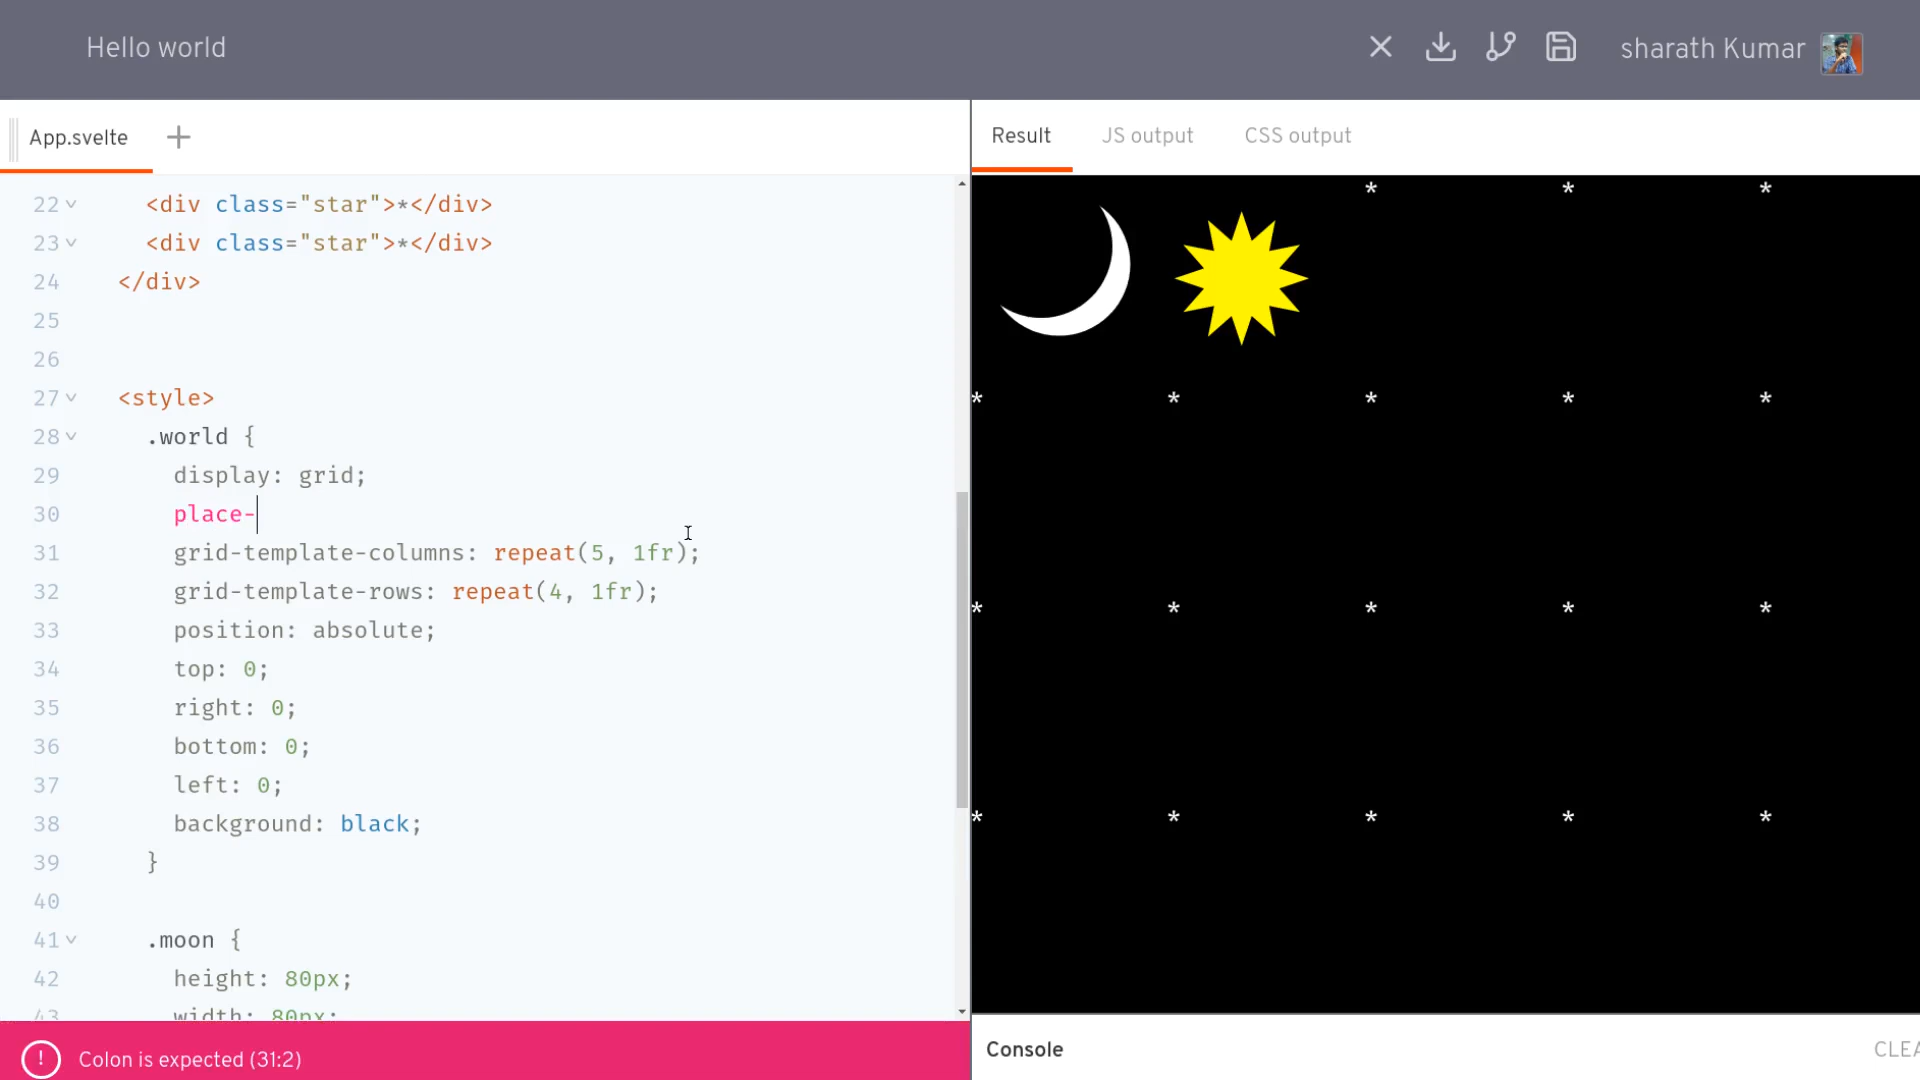 Hello world
sharath Kumar
App.svelte
Result JS output CSS output
22 <div class="star">*</div>
23 <div class="star">*</div>
24 </div>
25
26
27 <style>
28 .world {
29 display: grid;
30 place-
31 grid-template-columns: repeat(5, 1fr);
32 grid-template-rows: repeat(4, 1fr);
33 position: absolute;
34 top: 0;
35 right: 0;
36 bottom: 0;
37 left: 0;
38 background: black;
39 }
40
41 .moon {
42 height: 80px;
43 width: 80px;
! Colon is expected (31:2)
* * *
* * * * *
* * * * *
* * * * *
Console
CLEA